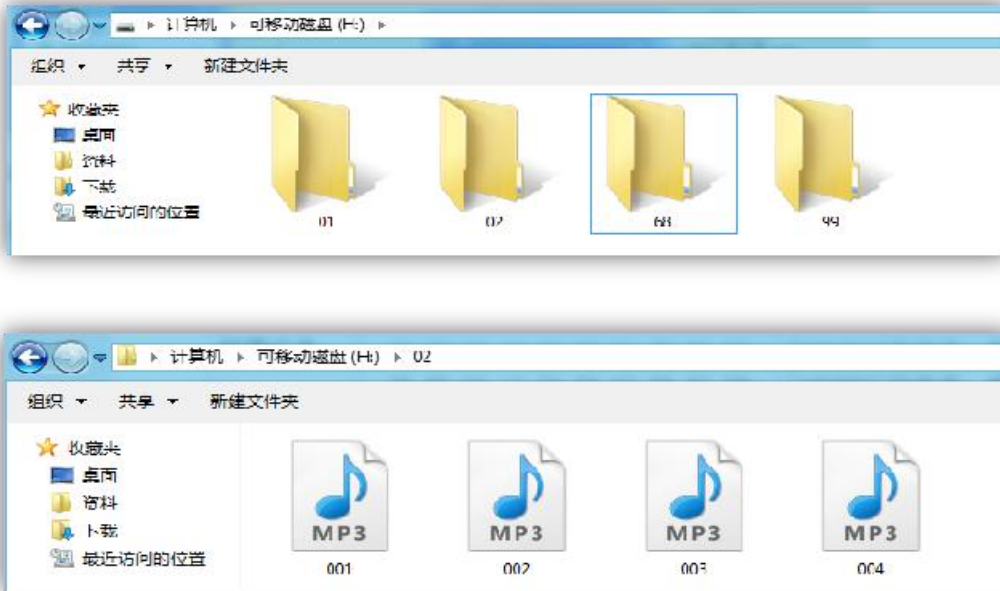 计算机 可移动磁盘 (H:)
组织 共享 新建文件夹
收藏夹
桌面
资料
下载
最近访问的位置
01 02 68 99
计算机 可移动磁盘 (H:) 02
组织 共享 新建文件夹
收藏夹
桌面
资料
下载
最近访问的位置
MP3 MP3 MP3 MP3
001 002 003 004